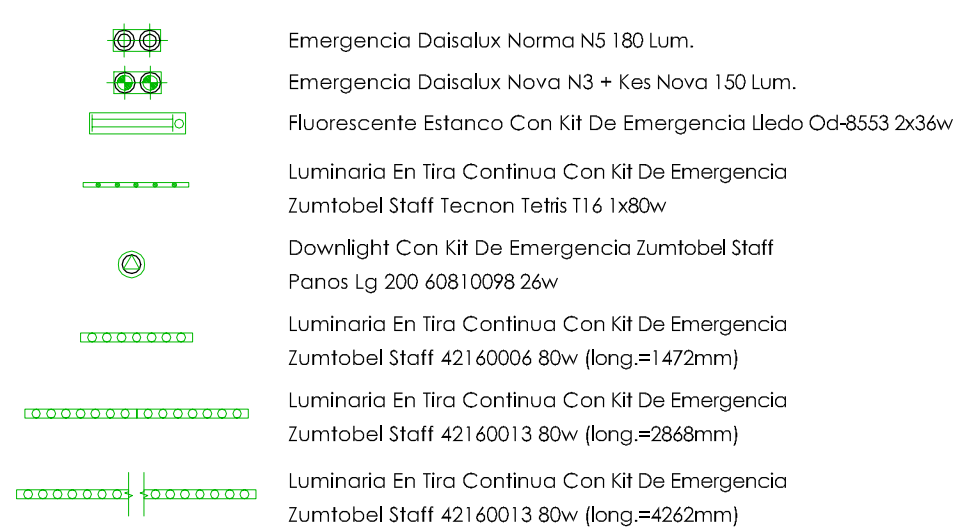 Emergencia Daisalux Norma N5 180 Lum.
Emergencia Daisalux Nova N3 + Kes Nova 150 Lum.
Fluorescente Estanco Con Kit De Emergencia Lledo Od-8553 2x36w
Luminaria En Tira Continua Con Kit De Emergencia
Zumtobel Staff Tecnon Tetris T16 1x80w
Downlight Con Kit De Emergencia Zumtobel Staff
Panos Lg 200 60810098 26w
Luminaria En Tira Continua Con Kit De Emergencia
Zumtobel Staff 42160006 80w (long.=1472mm)
Luminaria En Tira Continua Con Kit De Emergencia
Zumtobel Staff 42160013 80w (long.=2868mm)
Luminaria En Tira Continua Con Kit De Emergencia
Zumtobel Staff 42160013 80w (long.=4262mm)